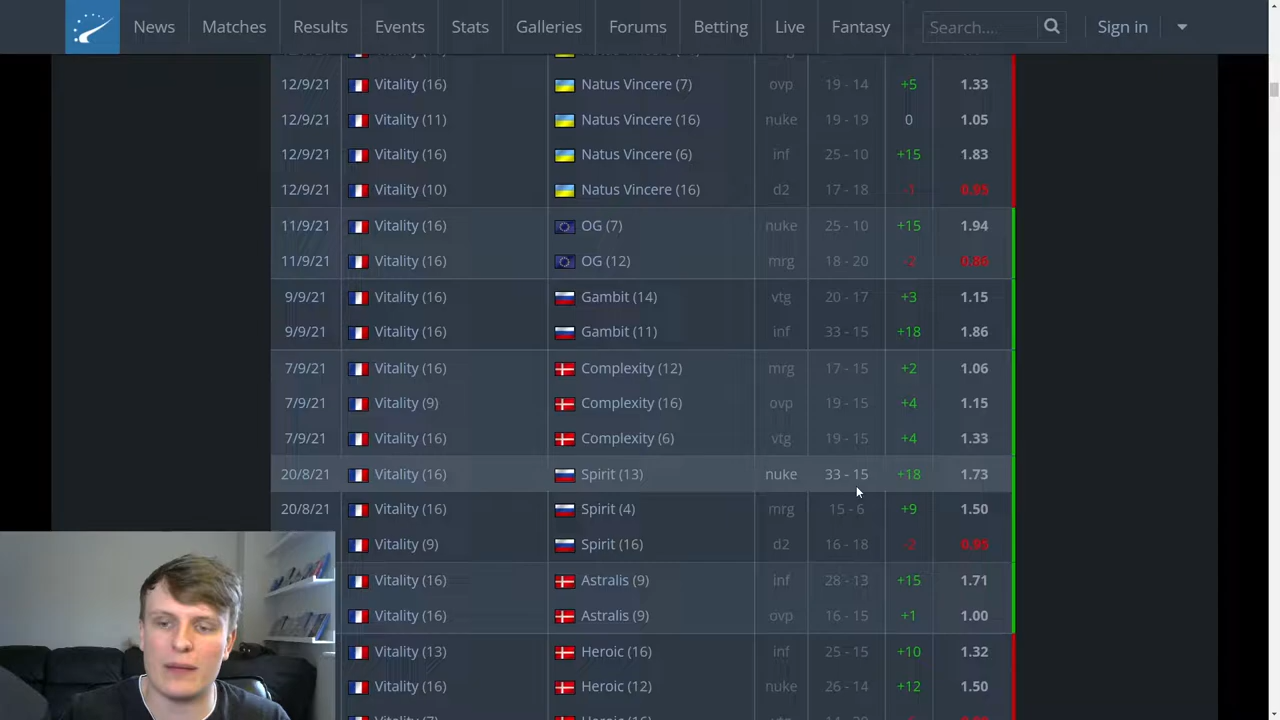 News Matches Results Events Stats Galleries Forums Betting Live Fantasy Search.... Sign in
12/9/21 Vitality (16) Natus Vincere (7) ovp 19 - 14 +5 1.33
12/9/21 Vitality (11) Natus Vincere (16) nuke 19 - 19 0 1.05
12/9/21 Vitality (16) Natus Vincere (6) inf 25 - 10 +15 1.83
12/9/21 Vitality (10) Natus Vincere (16) d2 17 - 18 -1 0.95
11/9/21 Vitality (16) OG (7) nuke 25 - 10 +15 1.94
11/9/21 Vitality (16) OG (12) mrg 18 - 20 -2 0.86
9/9/21 Vitality (16) Gambit (14) vtg 20 - 17 +3 1.15
9/9/21 Vitality (16) Gambit (11) inf 33 - 15 +18 1.86
7/9/21 Vitality (16) Complexity (12) mrg 17 - 15 +2 1.06
7/9/21 Vitality (9) Complexity (16) ovp 19 - 15 +4 1.15
7/9/21 Vitality (16) Complexity (6) vtg 19 - 15 +4 1.33
20/8/21 Vitality (16) Spirit (13) nuke 33 - 15 +18 1.73
20/8/21 Vitality (16) Spirit (4) mrg 15 - 6 +9 1.50
Vitality (9) Spirit (16) d2 16 - 18 -2 0.95
Vitality (16) Astralis (9) inf 28 - 13 +15 1.71
Vitality (16) Astralis (9) ovp 16 - 15 +1 1.00
Vitality (13) Heroic (16) inf 25 - 15 +10 1.32
Vitality (16) Heroic (12) nuke 26 - 14 +12 1.50